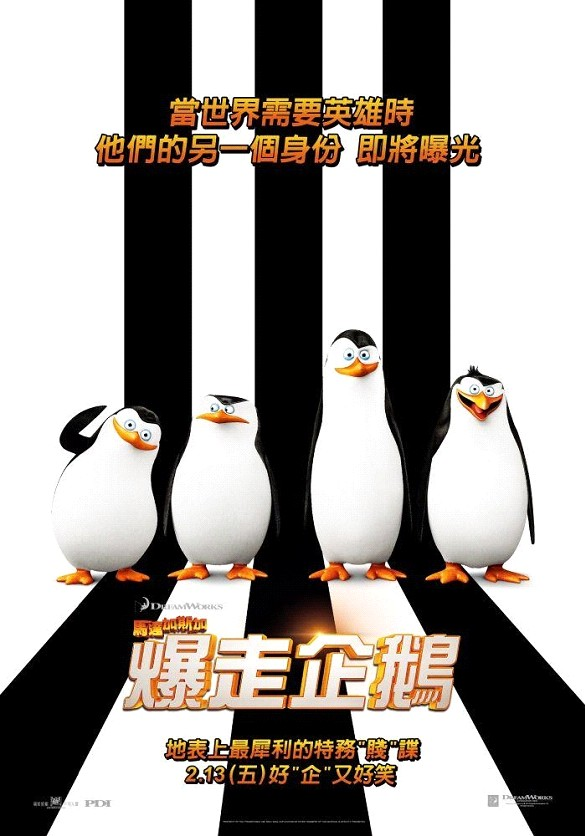 當世界需要英雄時
他們的另一個身份 即將曝光
DREAMWORKS
馬達加斯加
爆走企鵝
地表上最犀利的特務"賤"諜
2.13(五)好"企"又好笑
PDI
DREAMWORKS